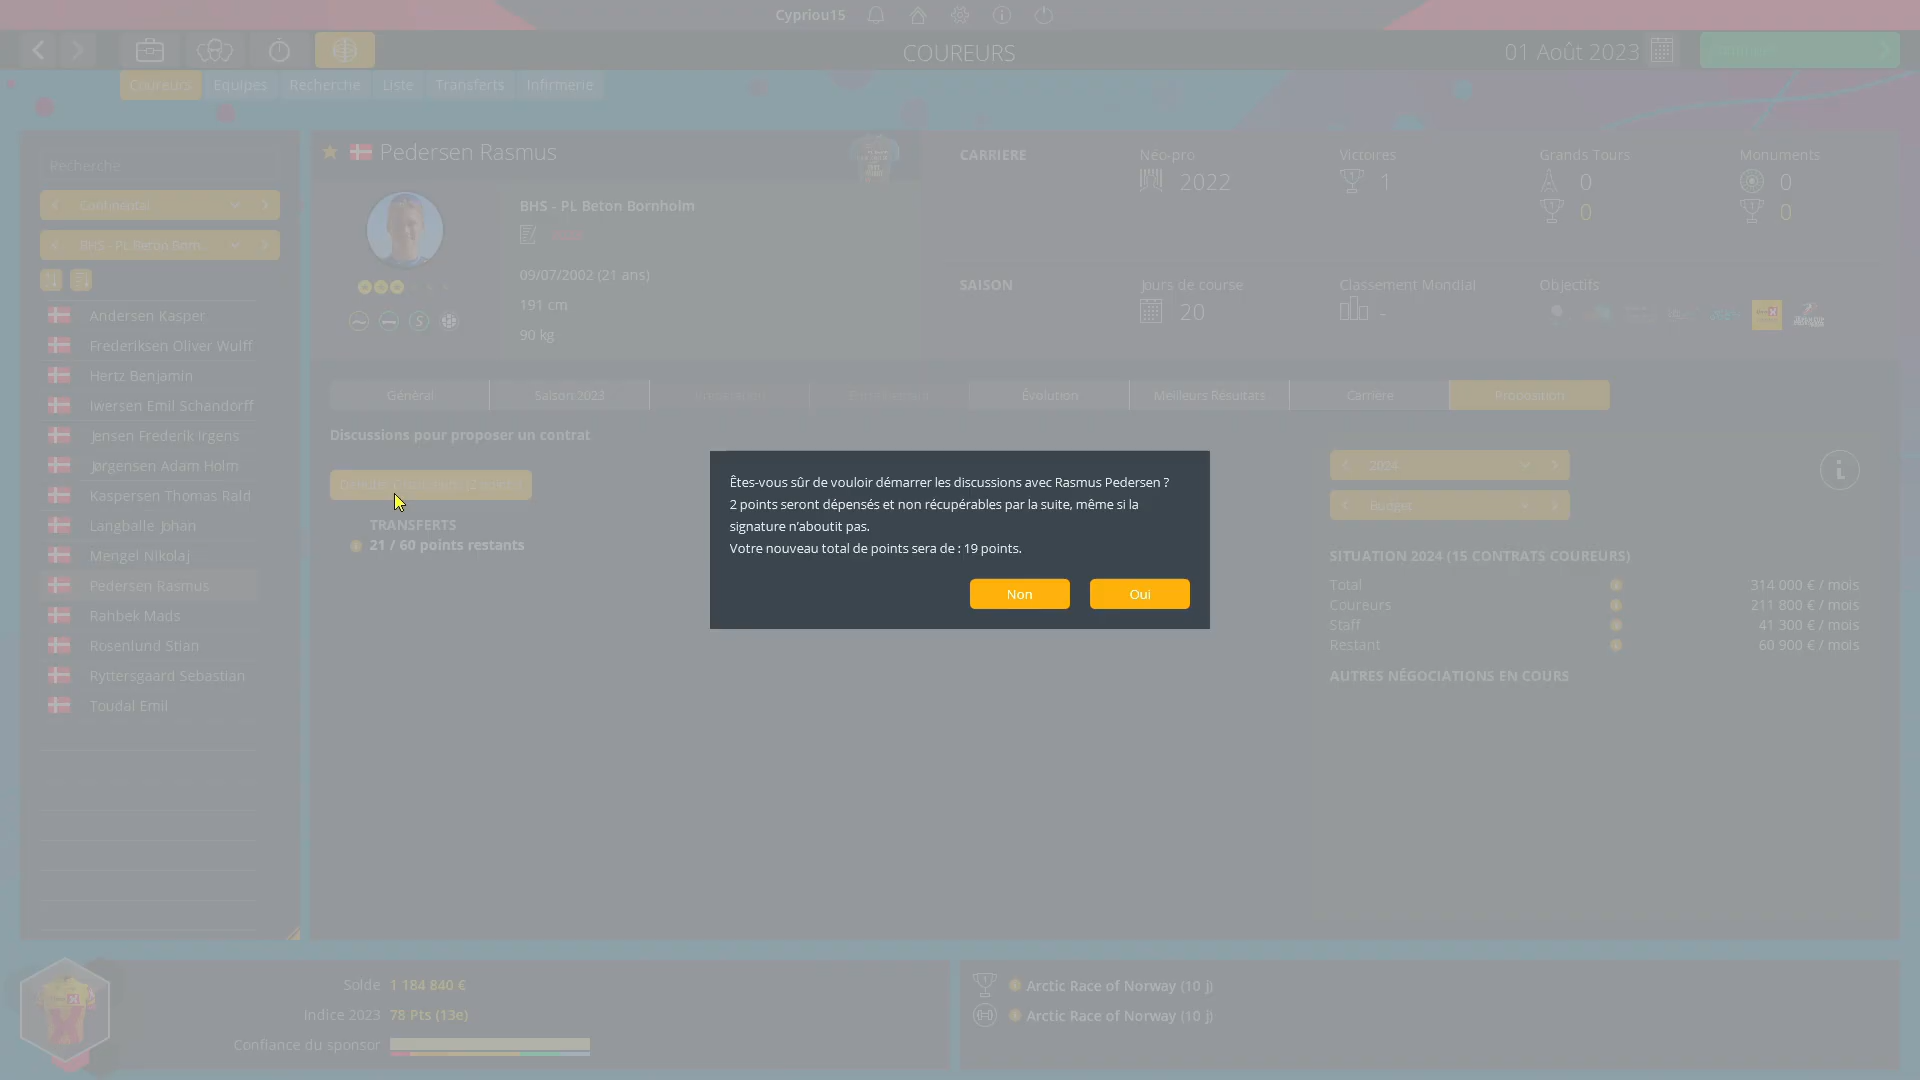 Cypriou15
COUREURS
01 Août 2023
Coureurs
Equipes
Recherche
Liste
Transferts
Infirmerie
Recherche
Continental
BHS - PL Beton Born...
Andersen Kasper
Frederiksen Oliver Wulff
Hertz Benjamin
Iwersen Emil Schandorff
Jensen Frederik Irgens
Jørgensen Adam Holm
Kaspersen Thomas Rald
Langballe Johan
Mengel Nikolaj
Pedersen Rasmus
Rahbek Mads
Rosenlund Stian
Ryttersgaard Sebastian
Toudal Emil
Pedersen Rasmus
BHS - PL Beton Bornholm
09/07/2002 (21 ans)
191 cm
90 kg
CARRIERE
Néo-pro
2022
Victoires
1
Grands Tours
0
0
Monuments
0
0
SAISON
Jours de course
20
Classement Mondial
-
Objectifs
Général
Saison 2023
Évolution
Meilleurs Résultats
Carrière
Proposition
Discussions pour proposer un contrat
TRANSFERTS
21 / 60 points restants
Êtes-vous sûr de vouloir démarrer les discussions avec Rasmus Pedersen ?
2 points seront dépensés et non récupérables par la suite, même si la
signature n'aboutit pas.
Votre nouveau total de points sera de : 19 points.
Non
Oui
2024
Budget
SITUATION 2024 (15 CONTRATS COUREURS)
Total 314 000 € / mois
Coureurs 211 800 € / mois
Staff 41 300 € / mois
Restant 60 900 € / mois
AUTRES NÉGOCIATIONS EN COURS
Solde 1 184 840 €
Indice 2023 78 Pts (13e)
Confiance du sponsor
Arctic Race of Norway (10 j)
Arctic Race of Norway (10 j)